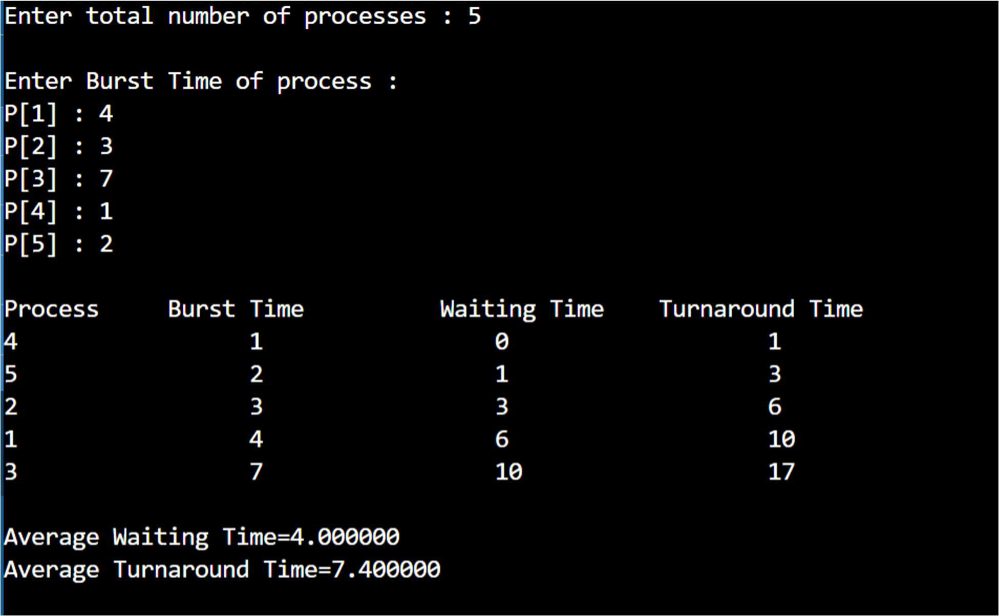 Enter total number of processes : 5
Enter Burst Time of process :
P[1] : 4
P[2] : 3
P[3] : 7
P[4] : 1
P[5] : 2
Process Burst Time Waiting Time Turnaround Time
4 1 0 1
5 2 1 3
2 3 3 6
1 4 6 10
3 7 10 17
Average Waiting Time=4.000000
Average Turnaround Time=7.400000